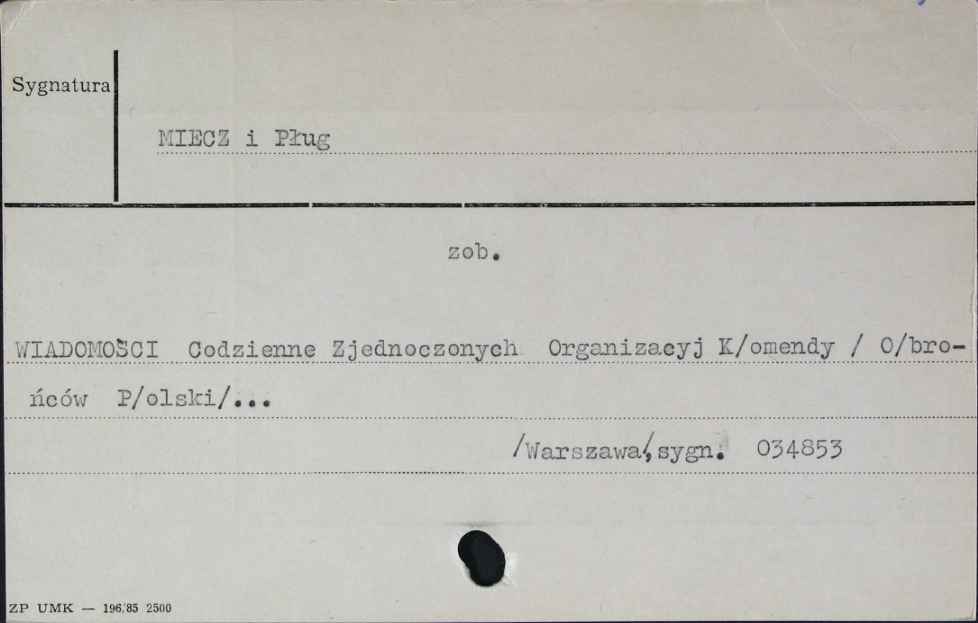 Sygnatura
MIECZ i Pług
zob.
WIADOMOŚCI Codzienne Zjednoczonych Organizacyj K/omendy / O/bro-
ńców P/olski/...
/Warszawa/, sygn. 034853
ZP UMK — 196/85 2500